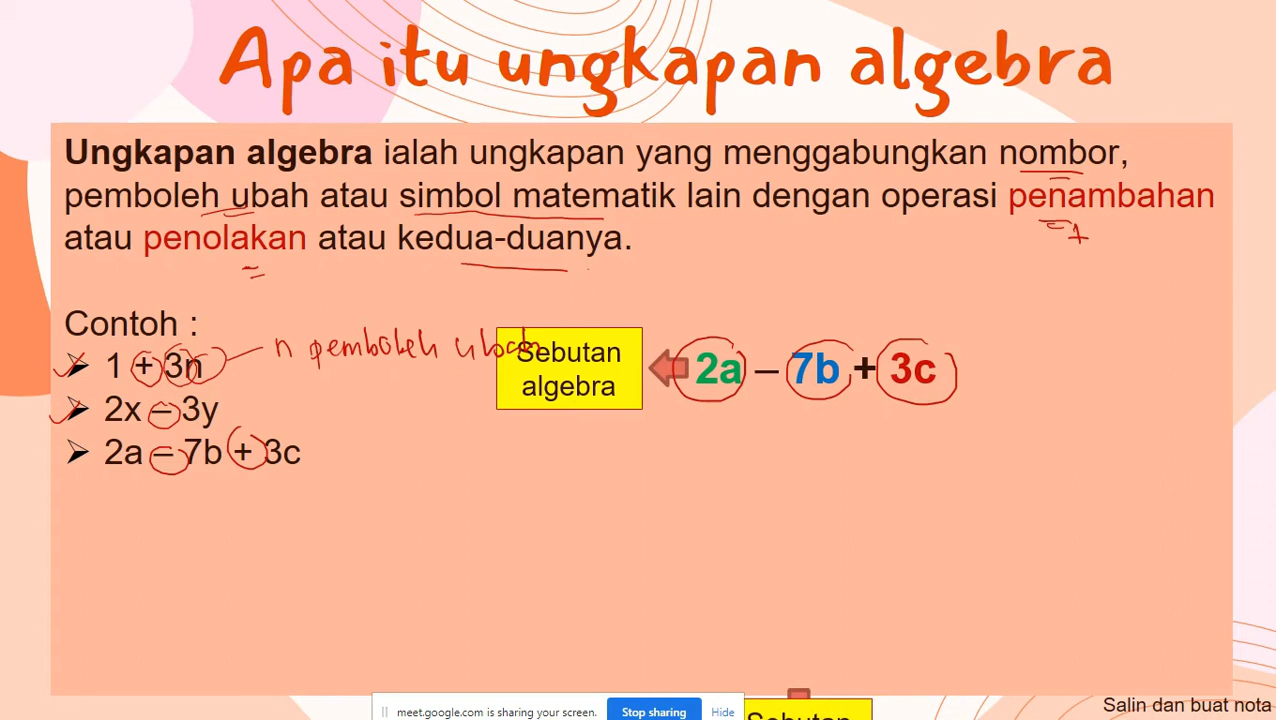 Apa itu ungkapan algebra
Ungkapan algebra ialah ungkapan yang menggabungkan nombor,
pemboleh ubah atau simbol matematik lain dengan operasi penambahan
atau penolakan atau kedua-duanya.
+
Contoh :
➢ 1 + 3n
n pemboleh ubah
➢ 2x – 3y
➢ 2a – 7b + 3c
Sebutan
algebra
2a – 7b + 3c
meet.google.com is sharing your screen. Stop sharing Hide
Sebutan
Salin dan buat nota